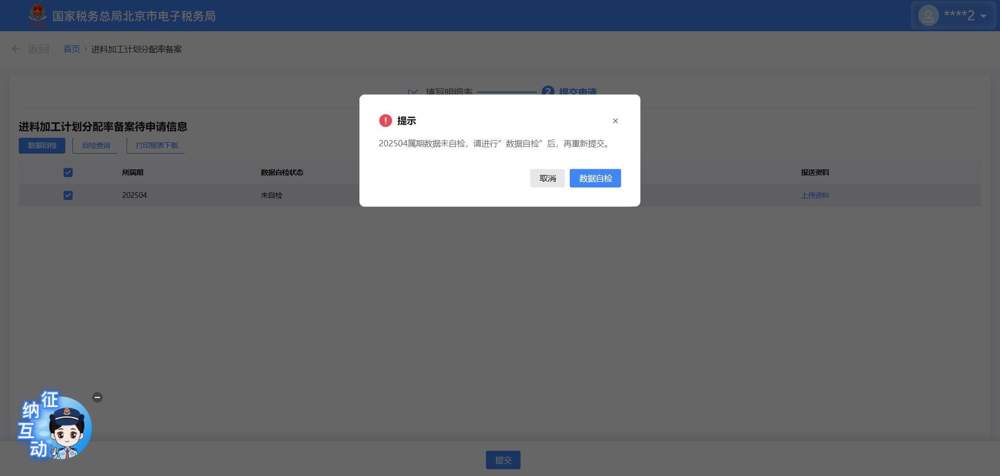 国家税务总局北京市电子税务局
****2
返回 首页 进料加工计划分配率备案
填写明细表 2 提交申请
提示
202504属期数据未自检，请进行”数据自检”后，再重新提交。
取消 数据自检
进料加工计划分配率备案待申请信息
数据自检 自检查询 打印报表下载
所属期 数据自检状态 报送资料
202504 未自检 上传资料
征纳互动
提交